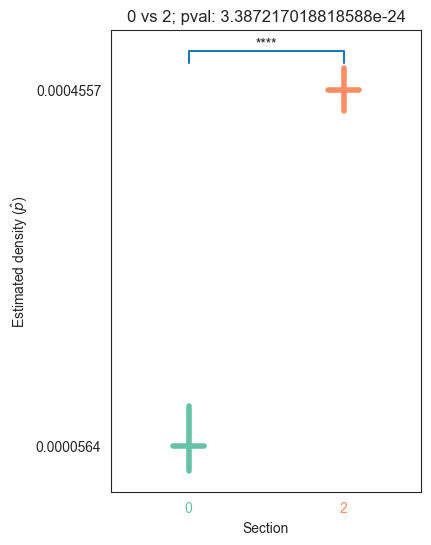 0 vs 2; pval: 3.387217018818588e-24
****
0.0004557
Estimated density (p̂)
0.0000564
0 2
Section